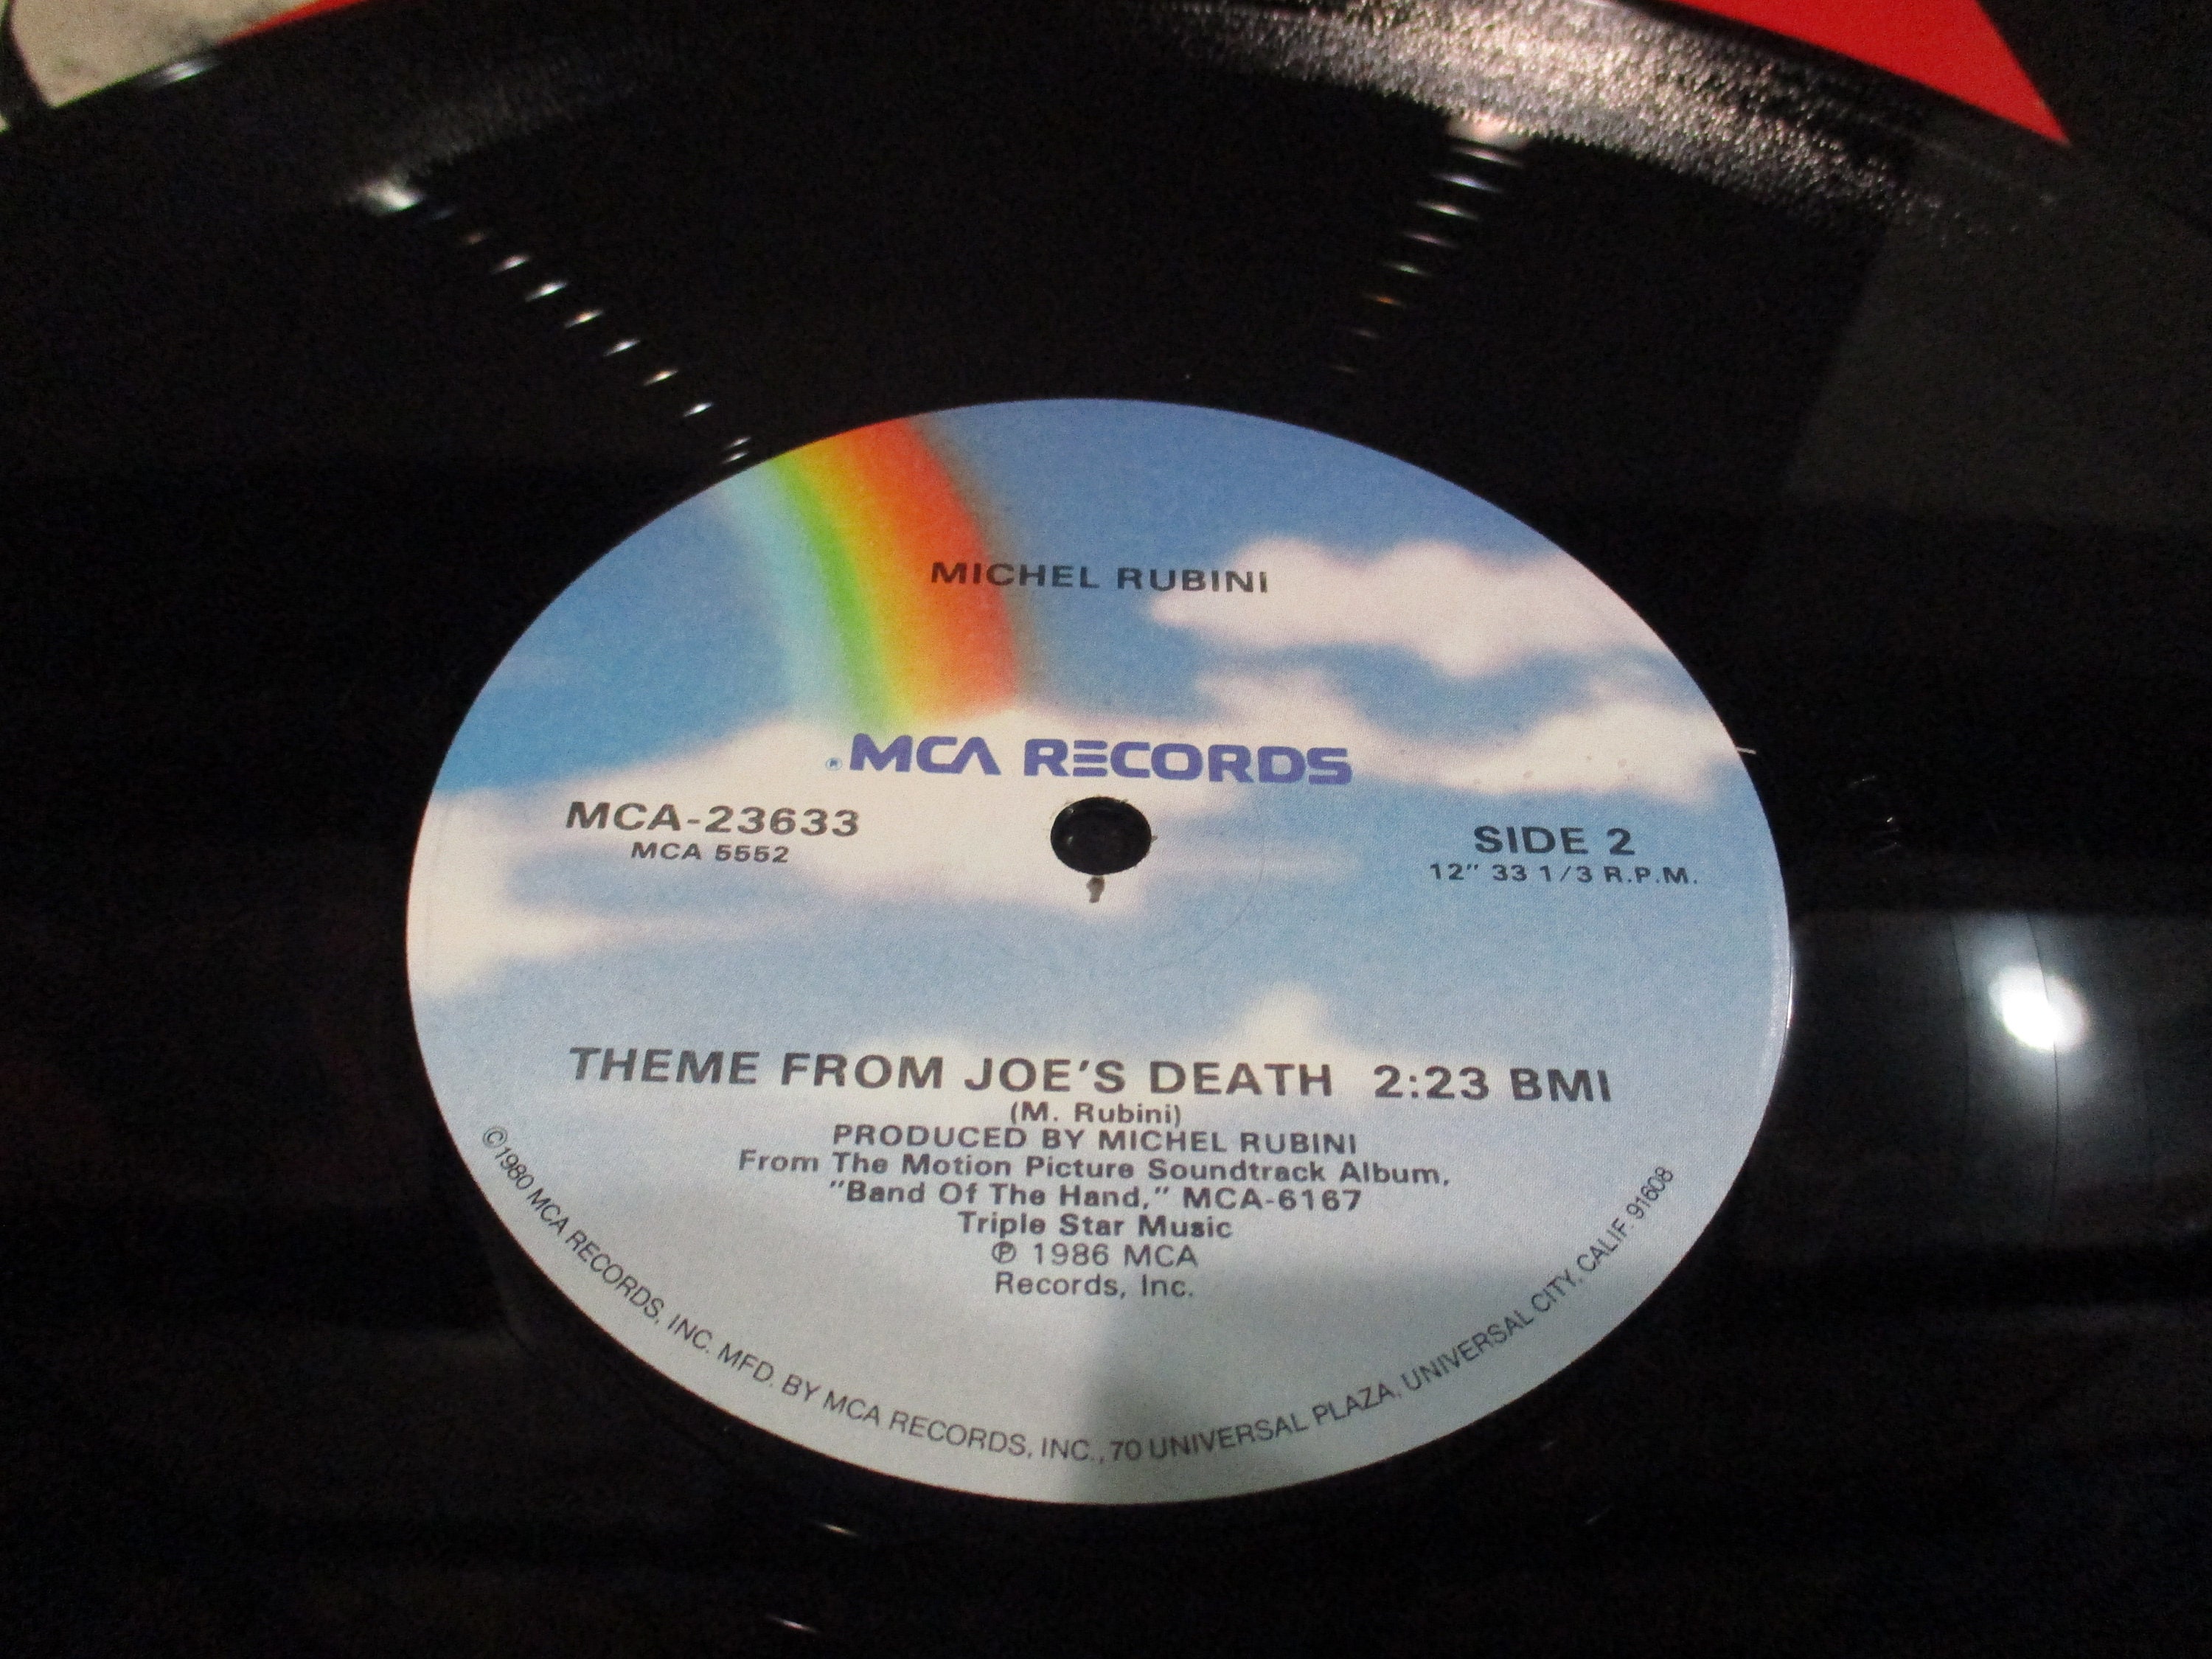 MICHEL RUBINI
® MCA RECORDS
MCA-23633
MCA 5552
SIDE 2
12" 33 1/3 R.P.M.
THEME FROM JOE'S DEATH 2:23 BMI
(M. Rubini)
PRODUCED BY MICHEL RUBINI
From The Motion Picture Soundtrack Album,
"Band Of The Hand," MCA-6167
Triple Star Music
℗ 1986 MCA
Records, Inc.
©1980 MCA RECORDS, INC. MFD. BY MCA RECORDS, INC., 70 UNIVERSAL PLAZA, UNIVERSAL CITY, CALIF. 91608